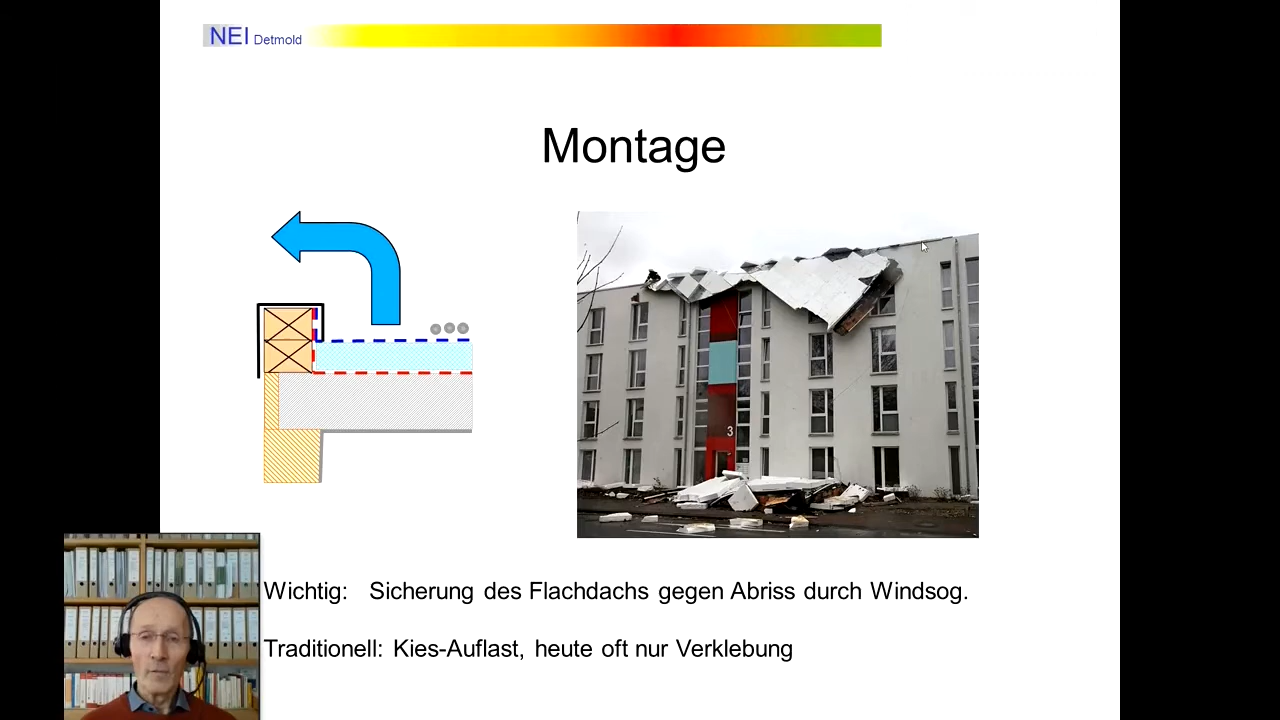 NEI Detmold
Montage
3
Wichtig: Sicherung des Flachdachs gegen Abriss durch Windsog.
Traditionell: Kies-Auflast, heute oft nur Verklebung